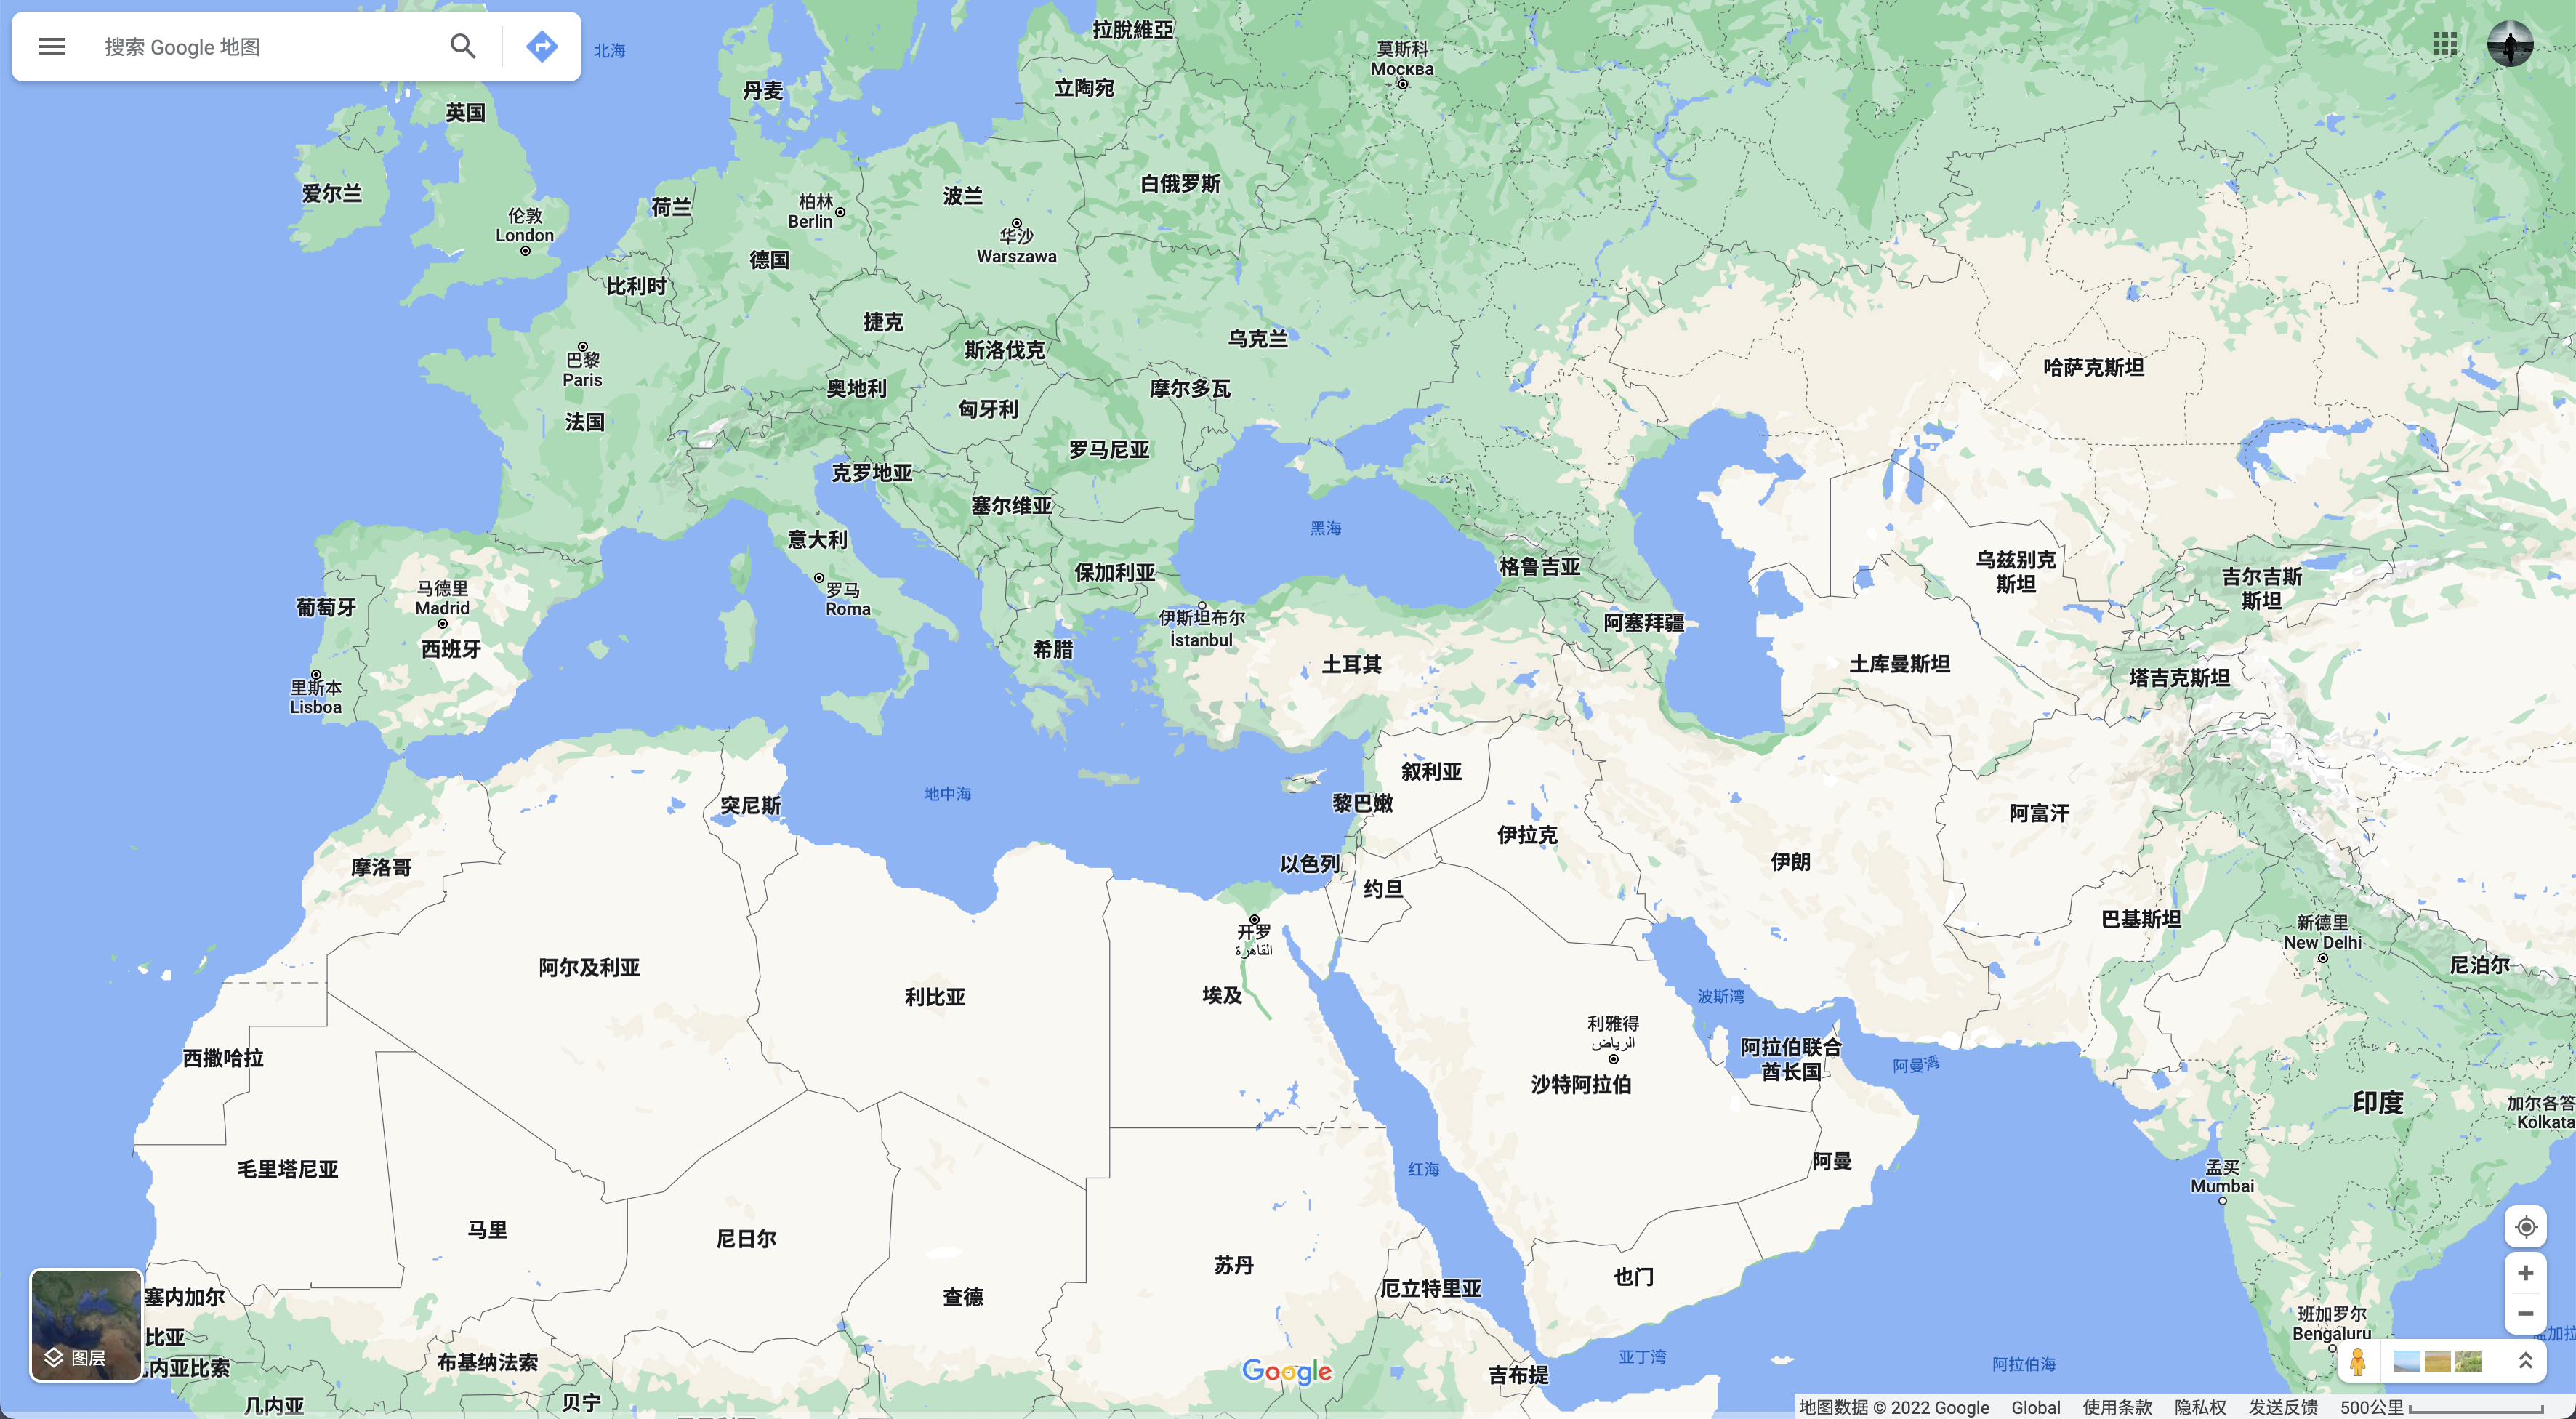 搜索 Google 地图
北海
拉脫維亞
莫斯科
Москва
英国
丹麦
立陶宛
爱尔兰
伦敦
London
荷兰
柏林
Berlin
波兰
华沙
Warszawa
白俄罗斯
德国
比利时
捷克
斯洛伐克
乌克兰
巴黎
Paris
法国
奥地利
匈牙利
摩尔多瓦
哈萨克斯坦
罗马尼亚
克罗地亚
塞尔维亚
黑海
意大利
罗马
Roma
保加利亚
格鲁吉亚
乌兹别克
斯坦
吉尔吉斯
斯坦
葡萄牙
马德里
Madrid
西班牙
伊斯坦布尔
İstanbul
阿塞拜疆
希腊
土耳其
土库曼斯坦
塔吉克斯坦
里斯本
Lisboa
叙利亚
地中海
突尼斯
黎巴嫩
伊拉克
阿富汗
摩洛哥
以色列
约旦
伊朗
开罗
القاهرة
巴基斯坦
新德里
New Delhi
尼泊尔
阿尔及利亚
利比亚
埃及
波斯湾
利雅得
الرياض
阿拉伯联合
酋长国
阿曼湾
西撒哈拉
沙特阿拉伯
印度
加尔各答
Kolkata
毛里塔尼亚
红海
阿曼
孟买
Mumbai
马里
尼日尔
苏丹
也门
厄立特里亚
塞内加尔
查德
比亚
内亚比索
布基纳法索
班加罗尔
Bengaluru
图层
Google
吉布提
亚丁湾
阿拉伯海
几内亚
贝宁
地图数据 © 2022 Google
Global
使用条款
隐私权
发送反馈
500公里